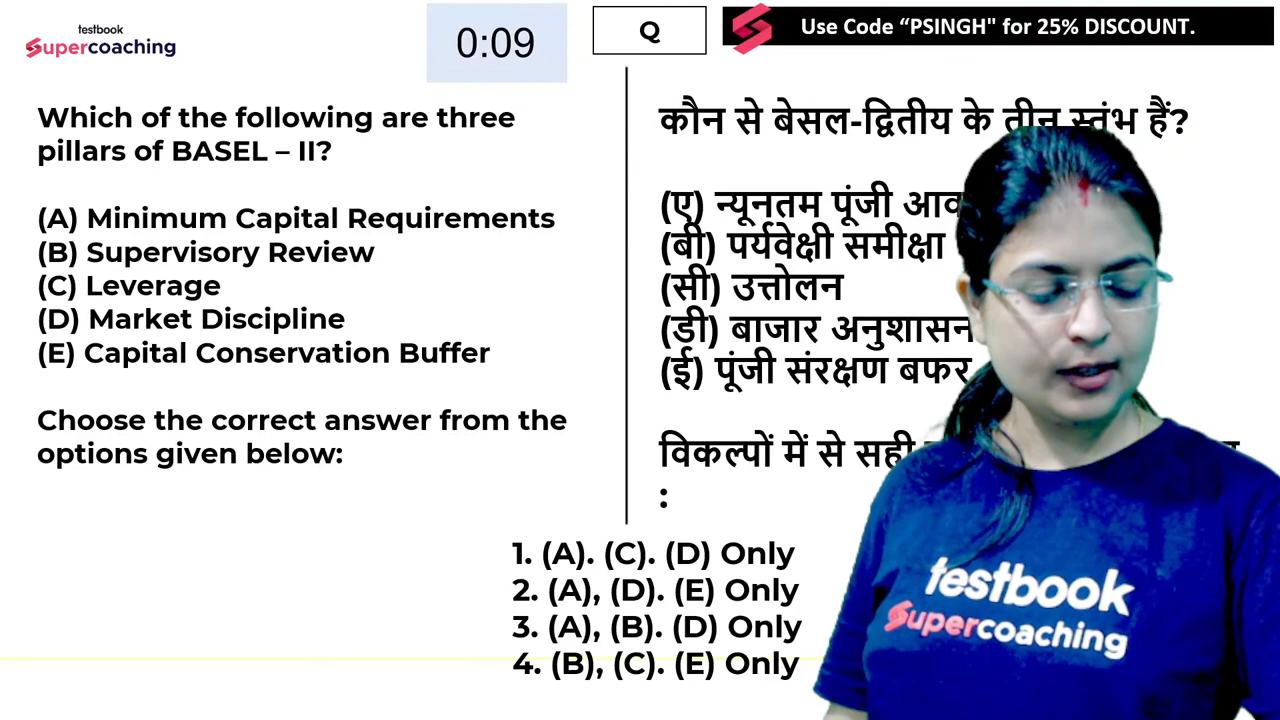 testbook
Supercoaching
0:09
Q
Use Code “PSINGH" for 25% DISCOUNT.
Which of the following are three
pillars of BASEL – II?
(A) Minimum Capital Requirements
(B) Supervisory Review
(C) Leverage
(D) Market Discipline
(E) Capital Conservation Buffer
Choose the correct answer from the
options given below:
कौन से बेसल-द्वितीय के तीन स्तंभ हैं?
(ए) न्यूनतम पूंजी
(बी) पर्यवेक्षी समीक्षा
(सी) उत्तोलन
(डी) बाजार अनुशासन
(ई) पूंजी संरक्षण बफर
विकल्पों में से सही
:
1. (A). (C). (D) Only
2. (A), (D). (E) Only
3. (A), (B). (D) Only
4. (B), (C). (E) Only
testbook
Supercoaching